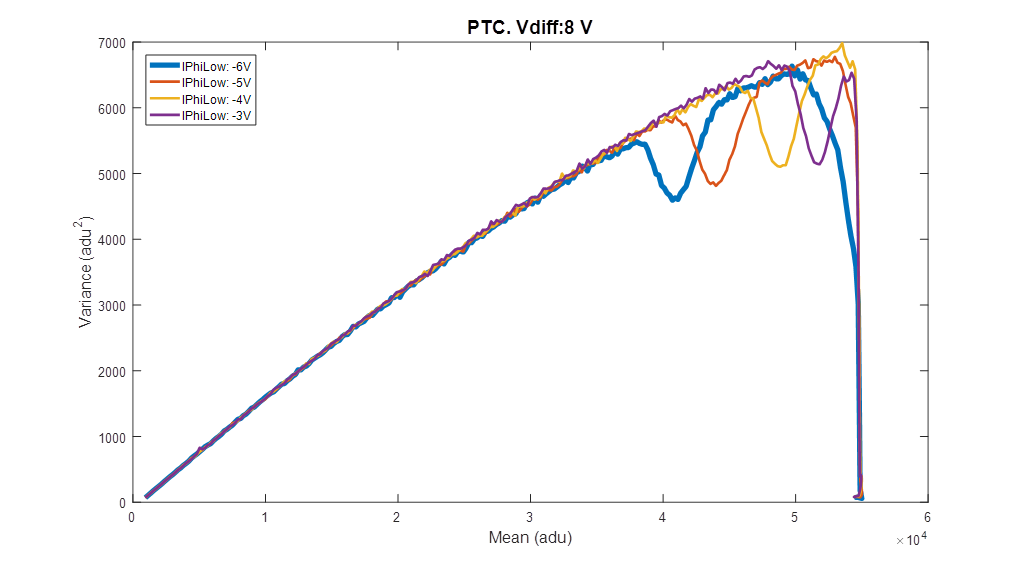 PTC. Vdiff:8 V
7000
6000
5000
4000
3000
2000
1000
0
Variance (adu²)
IPhiLow: -6V
IPhiLow: -5V
IPhiLow: -4V
IPhiLow: -3V
0 1 2 3 4 5 6
Mean (adu)
×10⁴